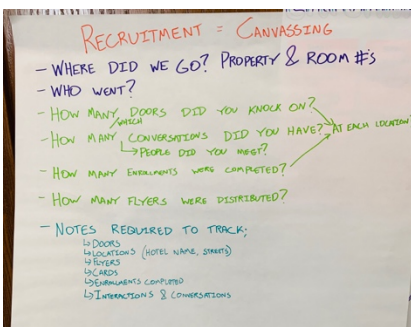 RECRUITMENT = CANVASSING
- WHERE DID WE GO? PROPERTY & ROOM #'S
- WHO WENT?
- HOW MANY DOORS DID YOU KNOCK ON?
WHICH
- HOW MANY CONVERSATIONS DID YOU HAVE? AT EACH LOCATION
↳ PEOPLE DID YOU MEET?
- HOW MANY ENROLLMENTS WERE COMPLETED?
- HOW MANY FLYERS WERE DISTRIBUTED?
- NOTES REQUIRED TO TRACK;
↳ DOORS
↳ LOCATIONS (HOTEL NAME, STREETS)
↳ FLYERS
↳ CARDS
↳ ENROLLMENTS COMPLETED
↳ INTERACTIONS & CONVERSATIONS